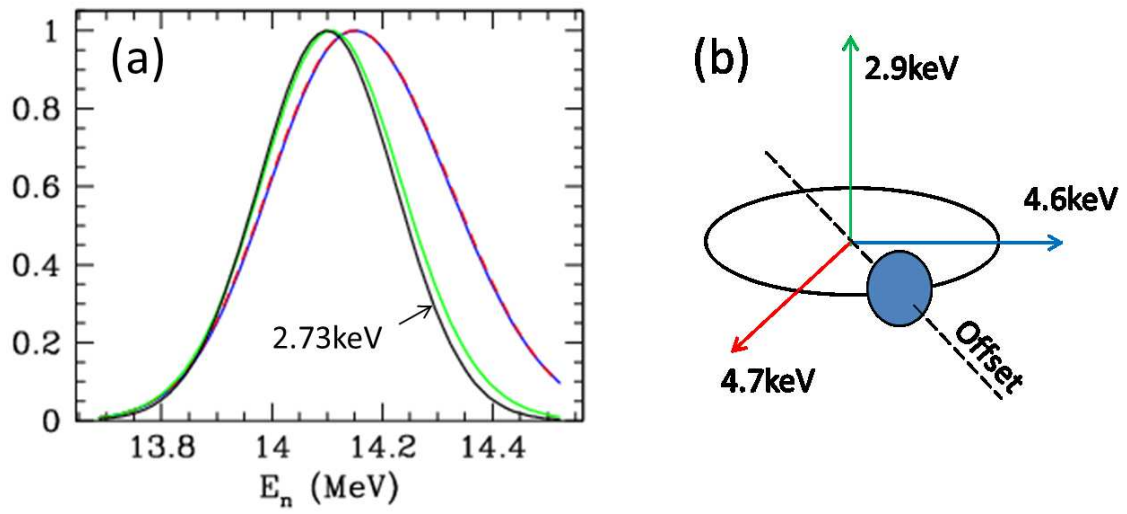 (a)
1
0.8
0.6
0.4
0.2
0
2.73keV
13.8
14
14.2
14.4
E_n (MeV)
(b)
2.9keV
4.6keV
4.7keV
Offset